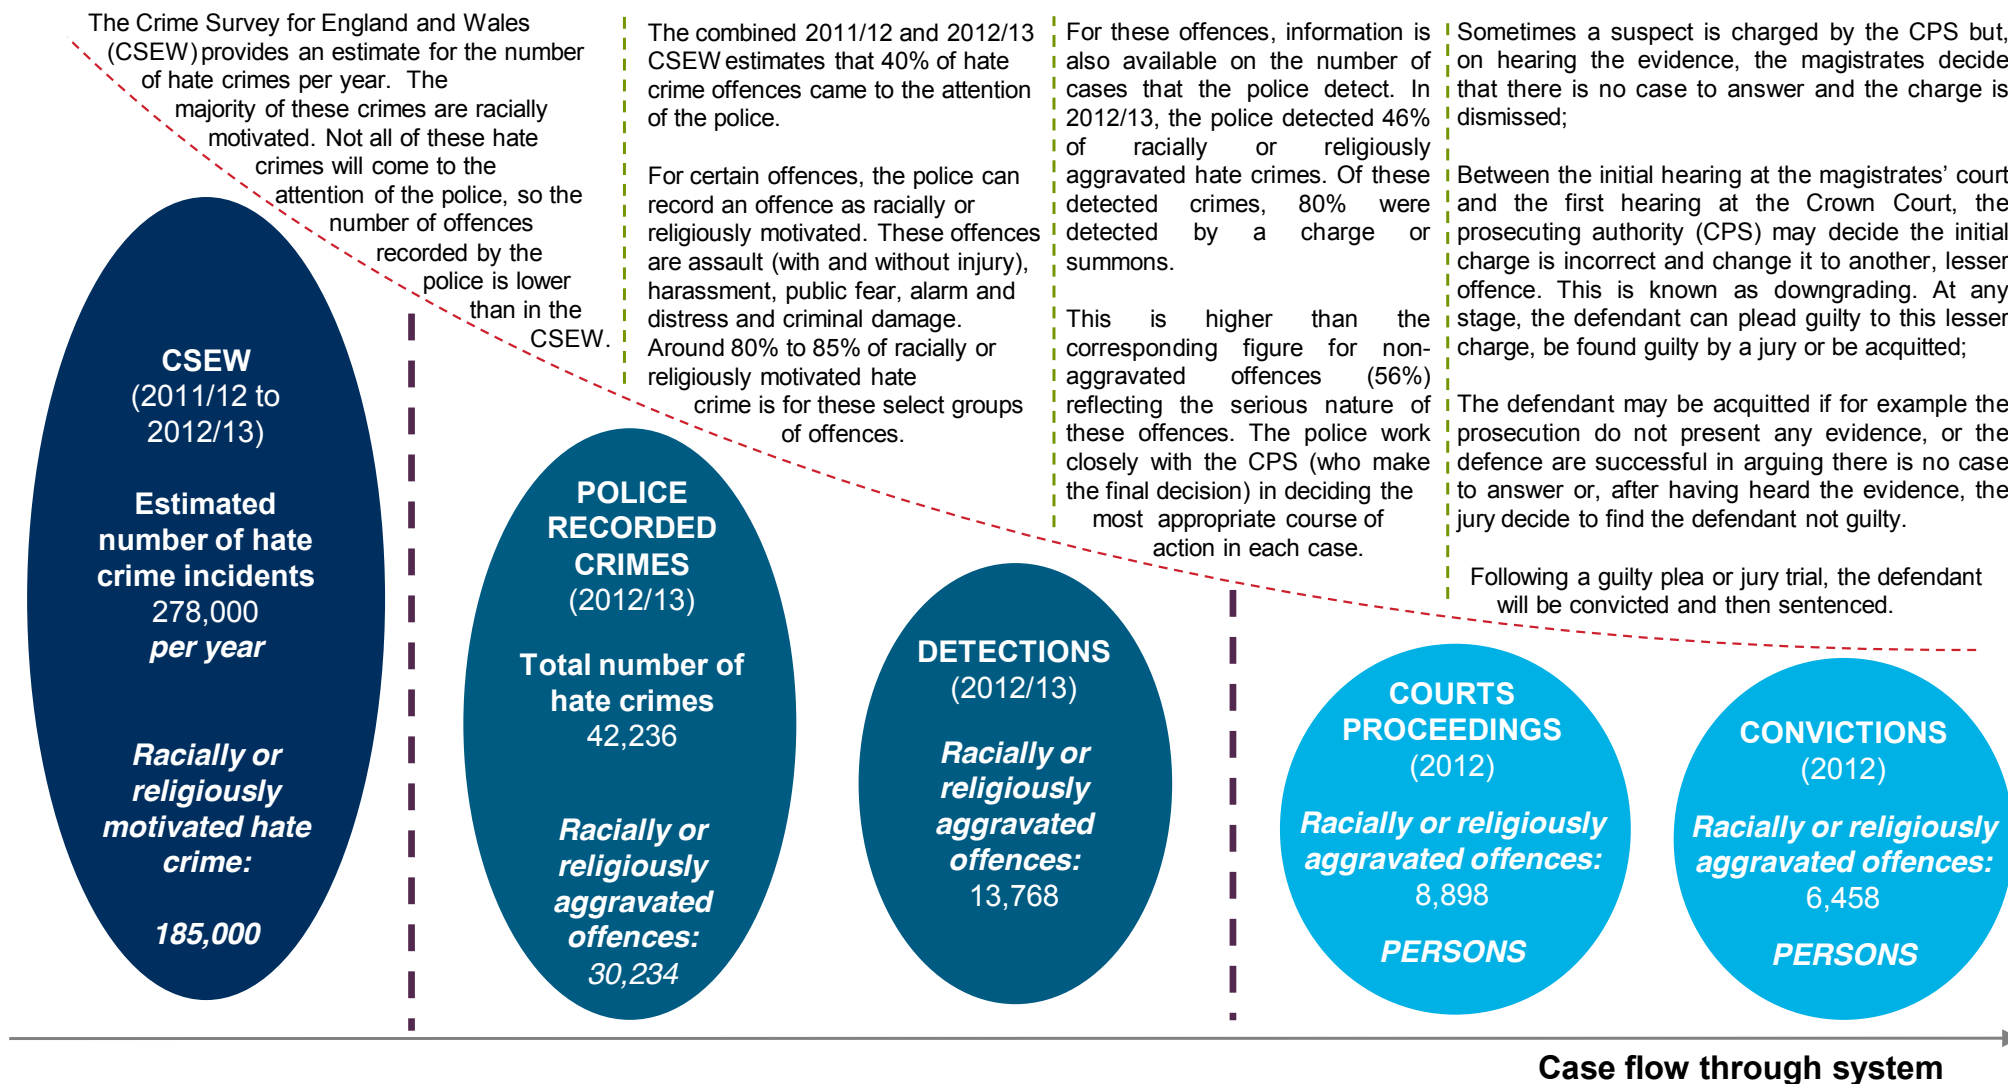 The Crime Survey for England and Wales
(CSEW) provides an estimate for the number
of hate crimes per year. The
majority of these crimes are racially
motivated. Not all of these hate
crimes will come to the
attention of the police, so the
number of offences
recorded by the
police is lower
than in the
CSEW.
The combined 2011/12 and 2012/13
CSEW estimates that 40% of hate
crime offences came to the attention
of the police.
For certain offences, the police can
record an offence as racially or
religiously motivated. These offences
are assault (with and without injury),
harassment, public fear, alarm and
distress and criminal damage.
Around 80% to 85% of racially or
religiously motivated hate
crime is for these select groups
of offences.
For these offences, information is
also available on the number of
cases that the police detect. In
2012/13, the police detected 46%
of racially or religiously
aggravated hate crimes. Of these
detected crimes, 80% were
detected by a charge or
summons.
This is higher than the
corresponding figure for non-
aggravated offences (56%)
reflecting the serious nature of
these offences. The police work
closely with the CPS (who make
the final decision) in deciding the
most appropriate course of
action in each case.
Sometimes a suspect is charged by the CPS but,
on hearing the evidence, the magistrates decide
that there is no case to answer and the charge is
dismissed;
Between the initial hearing at the magistrates' court
and the first hearing at the Crown Court, the
prosecuting authority (CPS) may decide the initial
charge is incorrect and change it to another, lesser
offence. This is known as downgrading. At any
stage, the defendant can plead guilty to this lesser
charge, be found guilty by a jury or be acquitted;
The defendant may be acquitted if for example the
prosecution do not present any evidence, or the
defence are successful in arguing there is no case
to answer or, after having heard the evidence, the
jury decide to find the defendant not guilty.
Following a guilty plea or jury trial, the defendant
will be convicted and then sentenced.
CSEW
(2011/12 to
2012/13)
Estimated
number of hate
crime incidents
278,000
per year
Racially or
religiously
motivated hate
crime:
185,000
POLICE
RECORDED
CRIMES
(2012/13)
Total number of
hate crimes
42,236
Racially or
religiously
aggravated
offences:
30,234
DETECTIONS
(2012/13)
Racially or
religiously
aggravated
offences:
13,768
COURTS
PROCEEDINGS
(2012)
Racially or religiously
aggravated offences:
8,898
PERSONS
CONVICTIONS
(2012)
Racially or religiously
aggravated offences:
6,458
PERSONS
Case flow through system